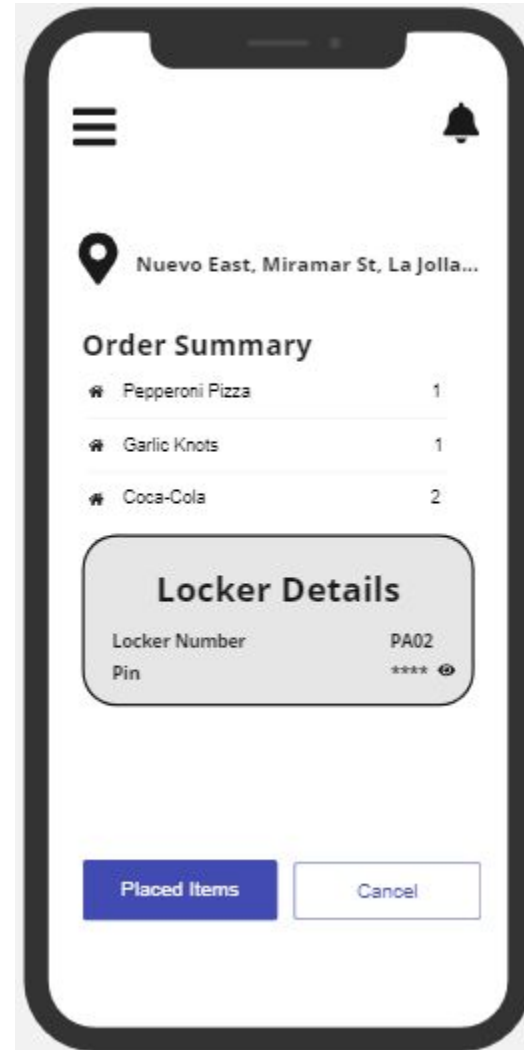 Nuevo East, Miramar St, La Jolla...
Order Summary
Pepperoni Pizza 1
Garlic Knots 1
Coca-Cola 2
Locker Details
Locker Number PA02
Pin ****
Placed Items Cancel